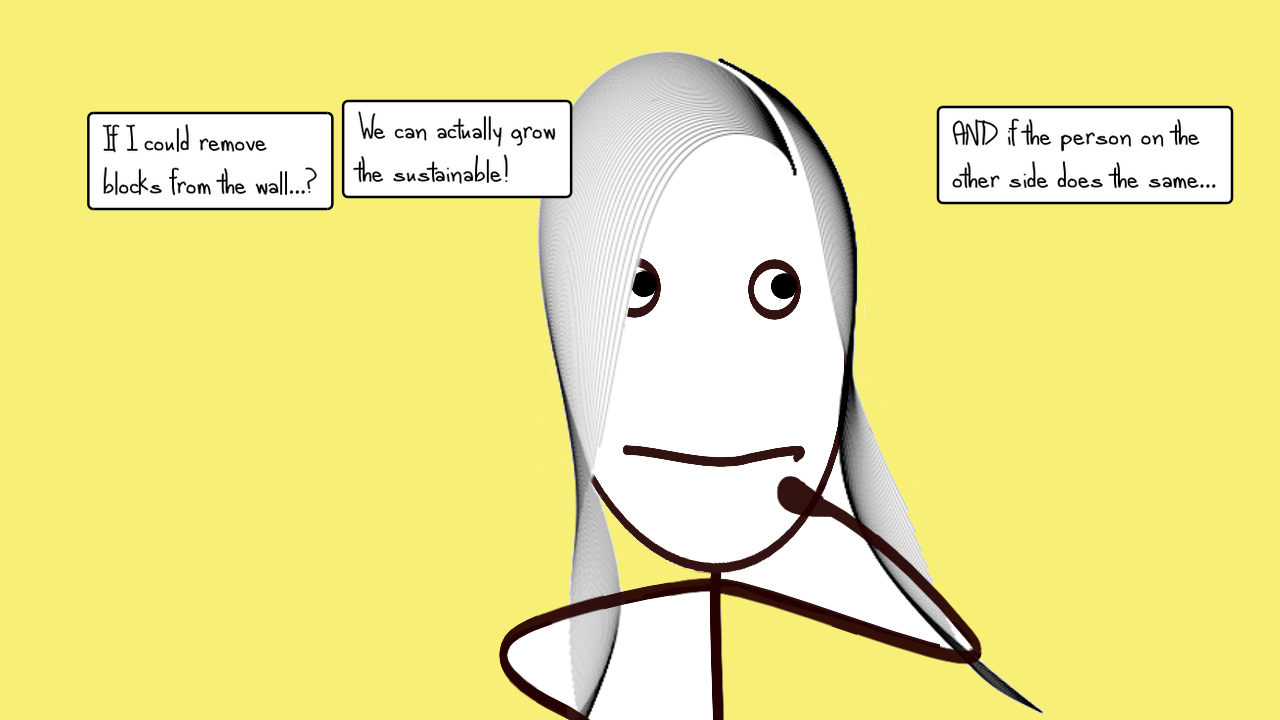 If I could remove
blocks from the wall...?
We can actually grow
the sustainable!
AND if the person on the
other side does the same...